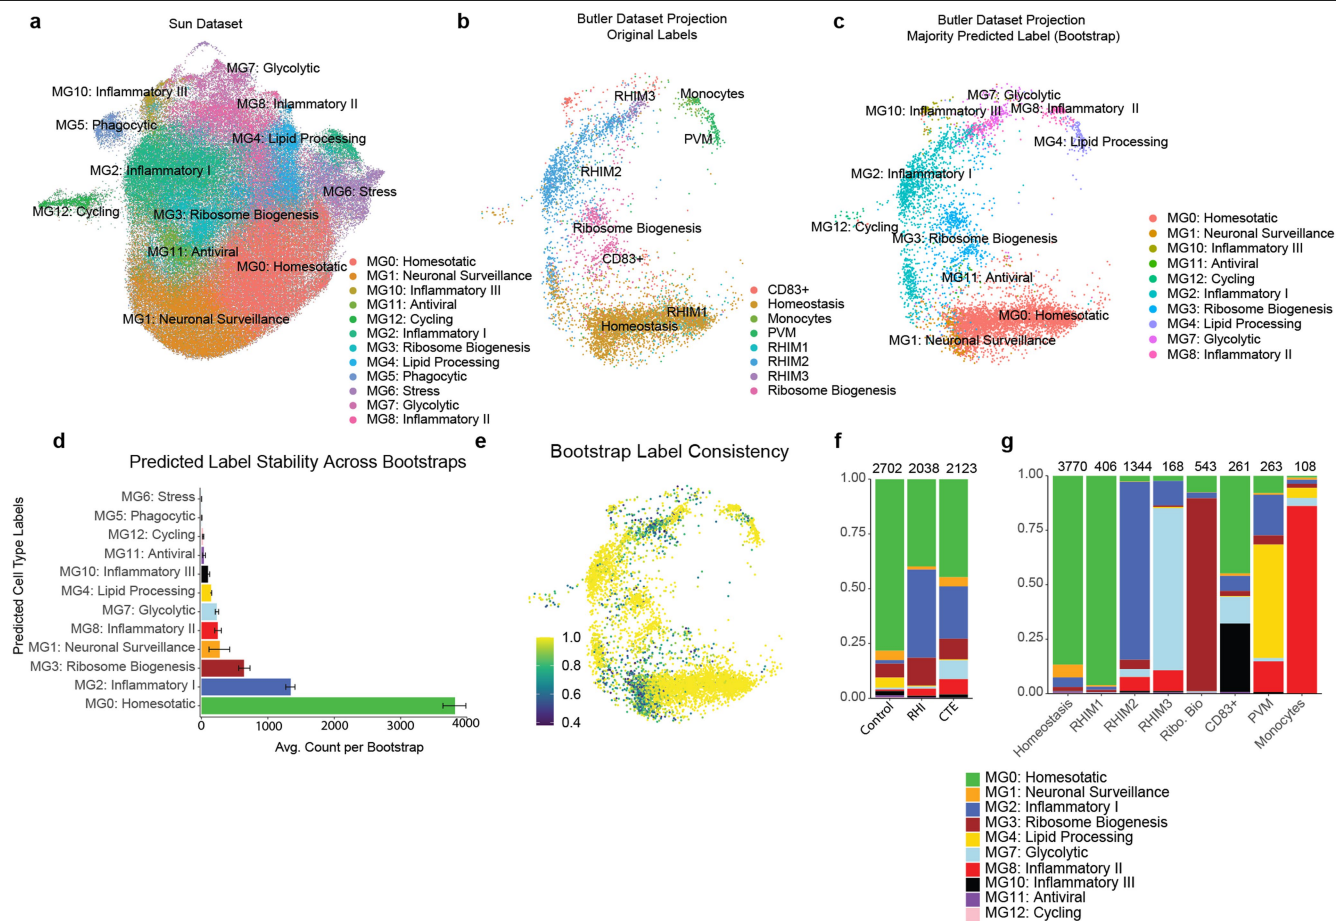 a
Sun Dataset
MG7: Glycolytic
MG10: Inflammatory III
MG8: Inlammatory II
MG5: Phagocytic
MG4: Lipid Processing
MG2: Inflammatory I
MG6: Stress
MG12: Cycling
MG3: Ribosome Biogenesis
MG11: Antiviral
MG0: Homesotatic
MG1: Neuronal Surveillance
MG0: Homesotatic
MG1: Neuronal Surveillance
MG10: Inflammatory III
MG11: Antiviral
MG12: Cycling
MG2: Inflammatory I
MG3: Ribosome Biogenesis
MG4: Lipid Processing
MG5: Phagocytic
MG6: Stress
MG7: Glycolytic
MG8: Inflammatory II
b
Butler Dataset Projection
Original Labels
RHIM3
Monocytes
PVM
RHIM2
Ribosome Biogenesis
CD83+
RHIM1
Homeostasis
CD83+
Homeostasis
Monocytes
PVM
RHIM1
RHIM2
RHIM3
Ribosome Biogenesis
c
Butler Dataset Projection
Majority Predicted Label (Bootstrap)
MG7: Glycolytic
MG10: Inflammatory III
MG8: Inflammatory II
MG4: Lipid Processing
MG2: Inflammatory I
MG12: Cycling
MG3: Ribosome Biogenesis
MG11: Antiviral
MG0: Homesotatic
MG1: Neuronal Surveillance
MG0: Homesotatic
MG1: Neuronal Surveillance
MG10: Inflammatory III
MG11: Antiviral
MG12: Cycling
MG2: Inflammatory I
MG3: Ribosome Biogenesis
MG4: Lipid Processing
MG7: Glycolytic
MG8: Inflammatory II
d
Predicted Label Stability Across Bootstraps
Predicted Cell Type Labels
MG6: Stress
MG5: Phagocytic
MG12: Cycling
MG11: Antiviral
MG10: Inflammatory III
MG4: Lipid Processing
MG7: Glycolytic
MG8: Inflammatory II
MG1: Neuronal Surveillance
MG3: Ribosome Biogenesis
MG2: Inflammatory I
MG0: Homesotatic
0 1000 2000 3000 4000
Avg. Count per Bootstrap
e
Bootstrap Label Consistency
1.0
0.8
0.6
0.4
f
2702 2038 2123
1.00
0.75
0.50
0.25
0.00
Control RHI CTE
g
3770 406 1344 168 543 261 263 108
1.00
0.75
0.50
0.25
0.00
Homeostasis RHIM1 RHIM2 RHIM3 Ribo. Bio CD83+ PVM Monocytes
MG0: Homesotatic
MG1: Neuronal Surveillance
MG2: Inflammatory I
MG3: Ribosome Biogenesis
MG4: Lipid Processing
MG7: Glycolytic
MG8: Inflammatory II
MG10: Inflammatory III
MG11: Antiviral
MG12: Cycling